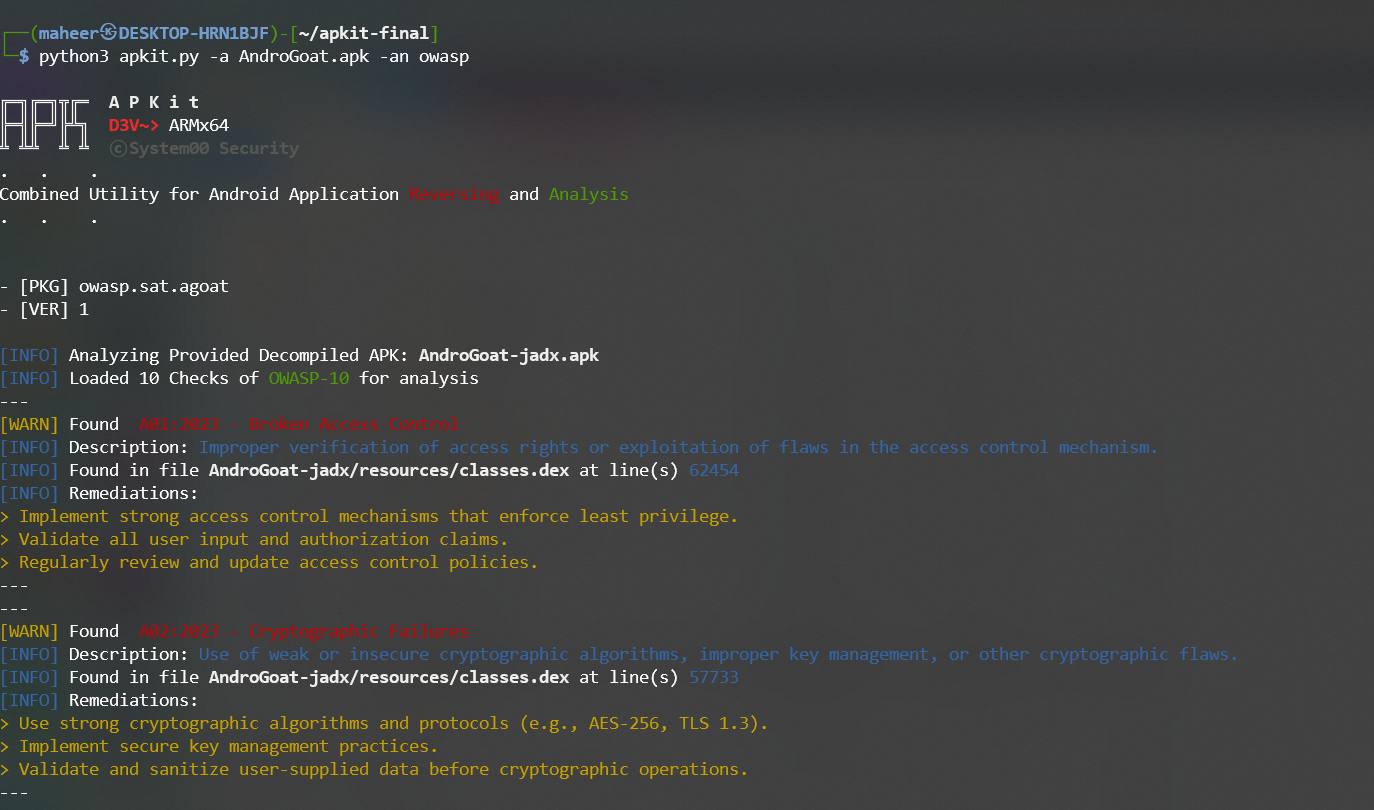 ┌──(maheer㉿DESKTOP-HRN1BJF)-[~/apkit-final]
└─$ python3 apkit.py -a AndroGoat.apk -an owasp
A P K i t
D3V~> ARMx64
ⓒSystem00 Security
.   .    .
Combined Utility for Android Application Reversing and Analysis
.   .    .
- [PKG] owasp.sat.agoat
- [VER] 1
[INFO] Analyzing Provided Decompiled APK: AndroGoat-jadx.apk
[INFO] Loaded 10 Checks of OWASP-10 for analysis
---
[WARN] Found  A01:2023 - Broken Access Control
[INFO] Description: Improper verification of access rights or exploitation of flaws in the access control mechanism.
[INFO] Found in file AndroGoat-jadx/resources/classes.dex at line(s) 62454
[INFO] Remediations:
> Implement strong access control mechanisms that enforce least privilege.
> Validate all user input and authorization claims.
> Regularly review and update access control policies.
---
---
[WARN] Found  A02:2023 - Cryptographic Failures
[INFO] Description: Use of weak or insecure cryptographic algorithms, improper key management, or other cryptographic flaws.
[INFO] Found in file AndroGoat-jadx/resources/classes.dex at line(s) 57733
[INFO] Remediations:
> Use strong cryptographic algorithms and protocols (e.g., AES-256, TLS 1.3).
> Implement secure key management practices.
> Validate and sanitize user-supplied data before cryptographic operations.
---